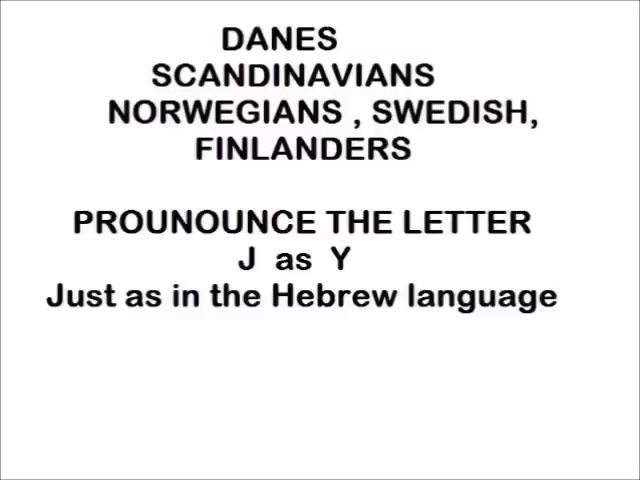 DANES
SCANDINAVIANS
NORWEGIANS , SWEDISH,
FINLANDERS
PROUNOUNCE THE LETTER
J as Y
Just as in the Hebrew language